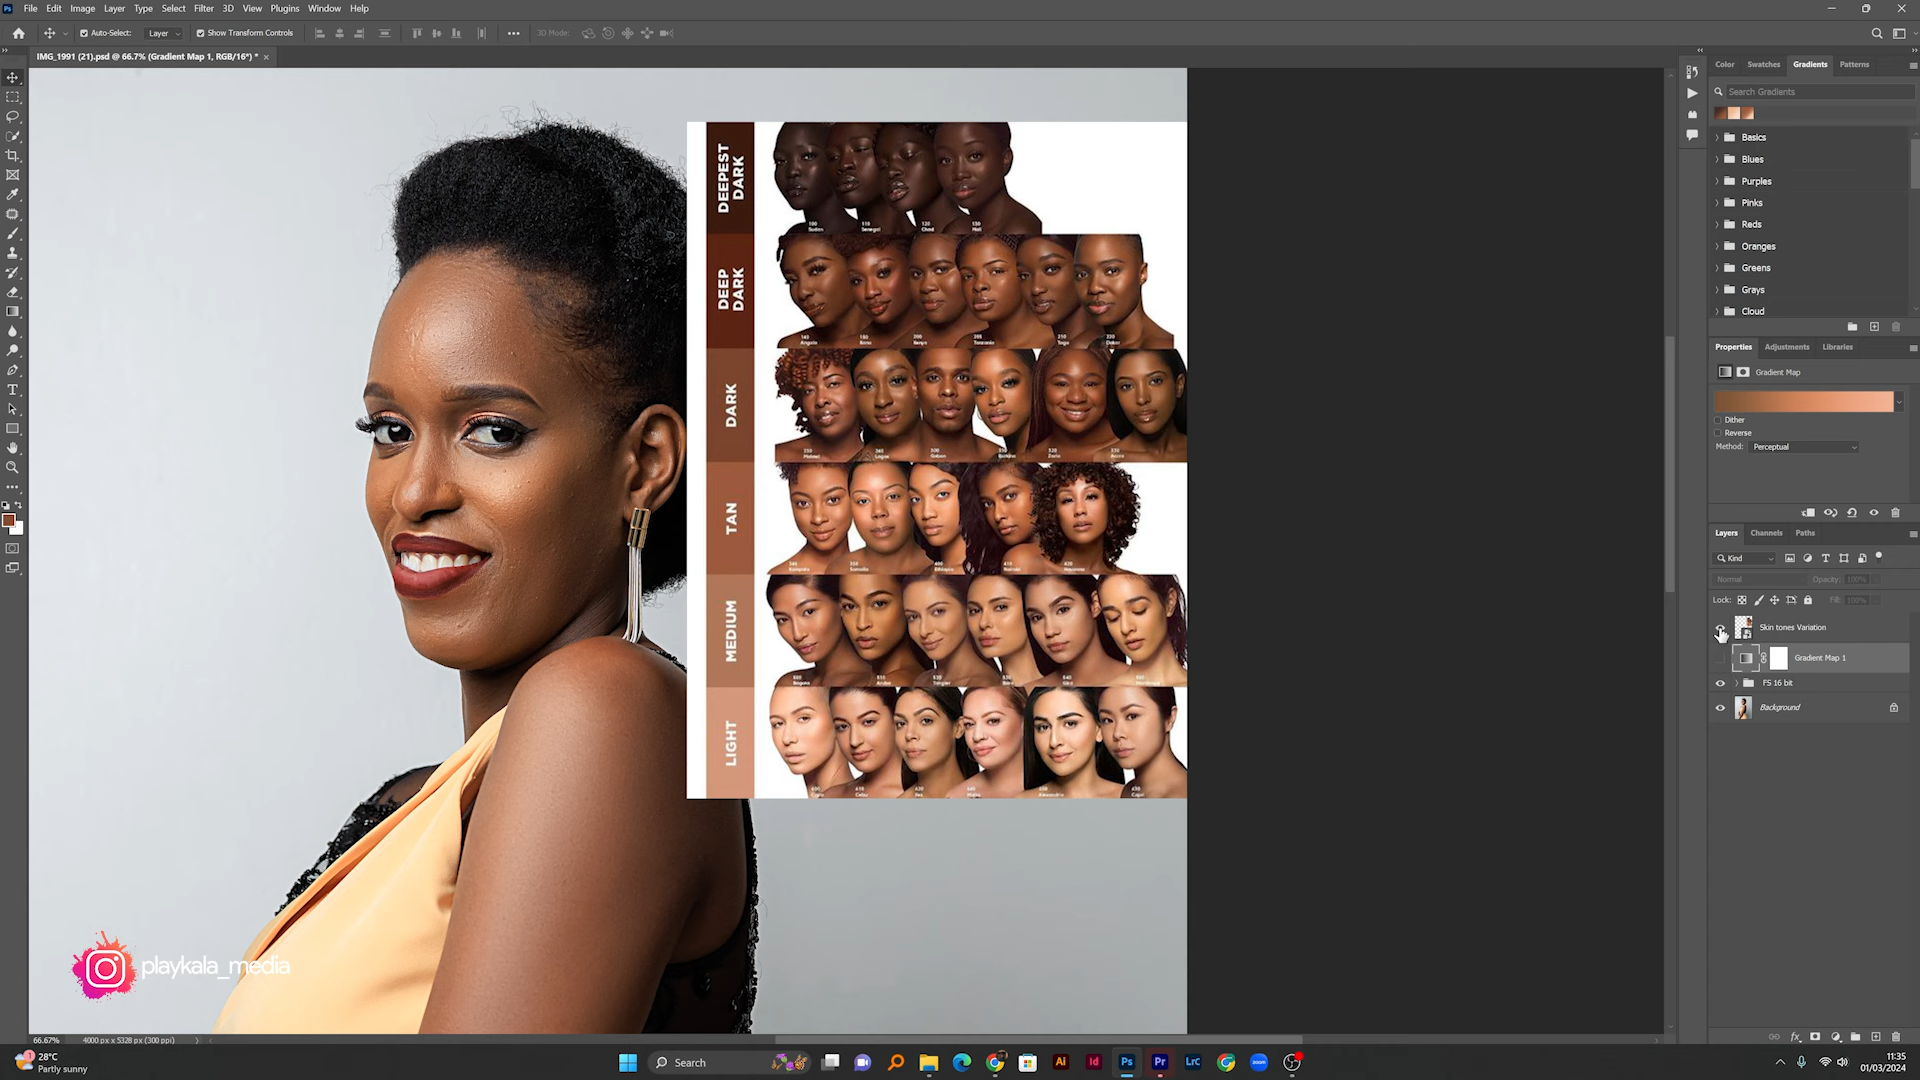 File Edit Image Layer Type Select Filter 3D View Plugins Window Help
Auto-Select: Layer Show Transform Controls 3D Mode:
IMG_1991 (21).psd @ 66.7% (Gradient Map 1, RGB/16*) *
DEEPEST
DARK
DEEP
DARK
DARK
TAN
MEDIUM
LIGHT
playkala_media
Color Swatches Gradients Patterns
Search Gradients
Basics
Blues
Purples
Pinks
Reds
Oranges
Greens
Grays
Cloud
Properties Adjustments Libraries
Gradient Map
Dither
Reverse
Method: Perceptual
Layers Channels Paths
Kind
Normal Opacity: 100%
Lock: Fill: 100%
Skin tones Variation
Gradient Map 1
FS 16 bit
Background
66.67% 4000 px x 5328 px (300 ppi)
28°C
Partly sunny
Search
11:35
01/03/2024